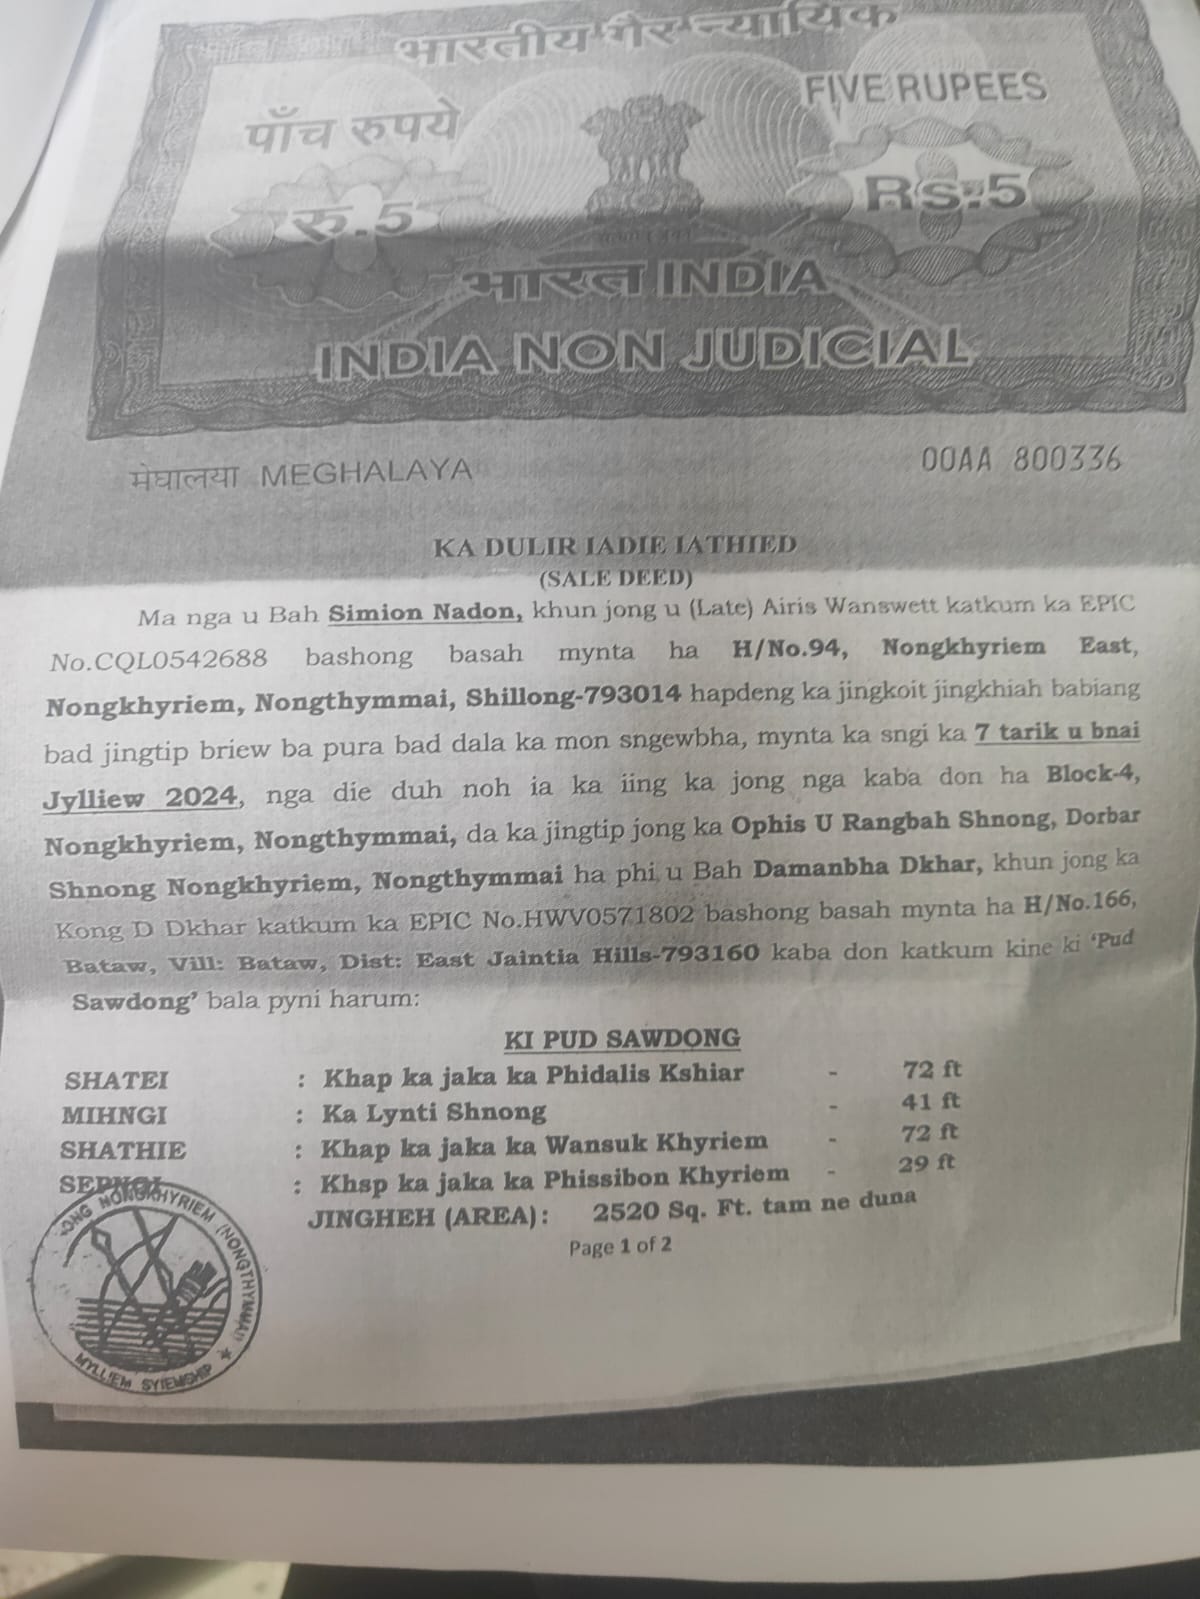 भारतीय गैर न्यायिक
पाँच रुपये
FIVE RUPEES
रु.5
Rs.5
भारत INDIA
INDIA NON JUDICIAL
मेघालया MEGHALAYA
00AA 800336
KA DULIR IADIE IATHIED
(SALE DEED)
Ma nga u Bah Simion Nadon, khun jong u (Late) Airis Wanswett katkum ka EPIC
No.CQL0542688 bashong basah mynta ha H/No.94, Nongkhyriem East,
Nongkhyriem, Nongthymmai, Shillong-793014 hapdeng ka jingkoit jingkhiah babiang
bad jingtip briew ba pura bad dala ka mon sngewbha, mynta ka sngi ka 7 tarik u bnai
Jylliew 2024, nga die duh noh ia ka iing ka jong nga kaba don ha Block-4,
Nongkhyriem, Nongthymmai, da ka jingtip jong ka Ophis U Rangbah Shnong, Dorbar
Shnong Nongkhyriem, Nongthymmai ha phi u Bah Damanbha Dkhar, khun jong ka
Kong D Dkhar katkum ka EPIC No.HWV0571802 bashong basah mynta ha H/No.166,
Bataw, Vill: Bataw, Dist: East Jaintia Hills-793160 kaba don katkum kine ki ‘Pud
Sawdong’ bala pyni harum:
KI PUD SAWDONG
SHATEI : Khap ka jaka ka Phidalis Kshiar - 72 ft
MIHNGI : Ka Lynti Shnong - 41 ft
SHATHIE : Khap ka jaka ka Wansuk Khyriem - 72 ft
SEPNGI : Khsp ka jaka ka Phissibon Khyriem - 29 ft
JINGHEH (AREA): 2520 Sq. Ft. tam ne duna
Page 1 of 2
NONGKHYRIEM (NONGTHYMMAI)
MYLLIEM SYIEMSHIP